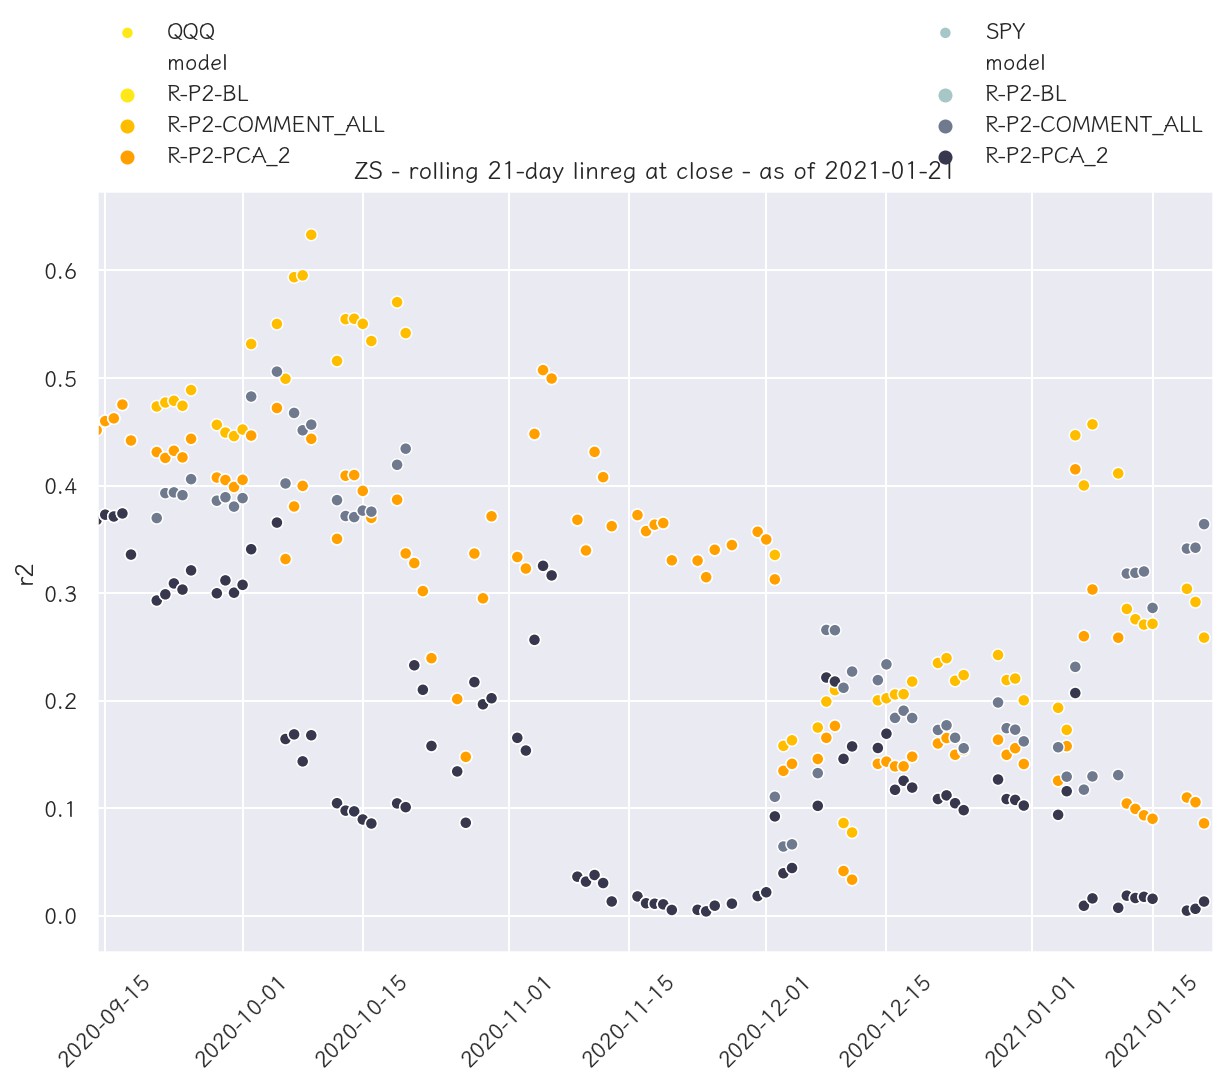 QQQ
model
R-P2-BL
R-P2-COMMENT_ALL
R-P2-PCA_2
SPY
model
R-P2-BL
R-P2-COMMENT_ALL
R-P2-PCA_2
ZS - rolling 21-day linreg at close - as of 2021-01-21
r2
0.6
0.5
0.4
0.3
0.2
0.1
0.0
2020-09-15
2020-10-01
2020-10-15
2020-11-01
2020-11-15
2020-12-01
2020-12-15
2021-01-01
2021-01-15